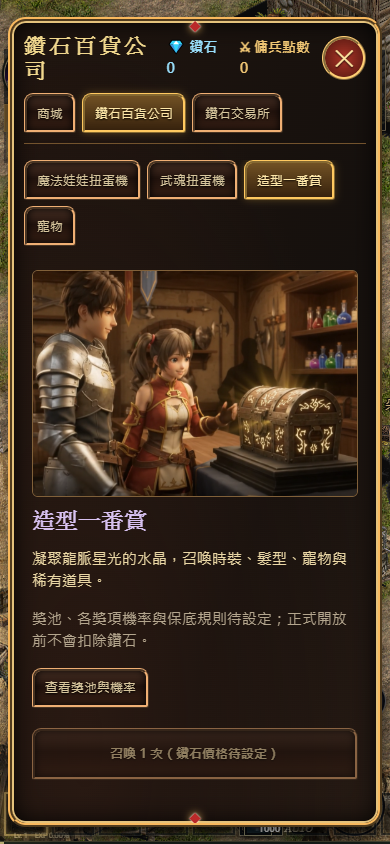 鑽石百貨公
司
💎 鑽石
0
⚔ 傭兵點數
0
商城
鑽石百貨公司
鑽石交易所
魔法娃娃扭蛋機
武魂扭蛋機
造型一番賞
寵物
造型一番賞
凝聚龍脈星光的水晶，召喚時裝、髮型、寵物與
稀有道具。
獎池、各獎項機率與保底規則待設定；正式開放
前不會扣除鑽石。
查看獎池與機率
召喚 1 次（鑽石價格待設定）